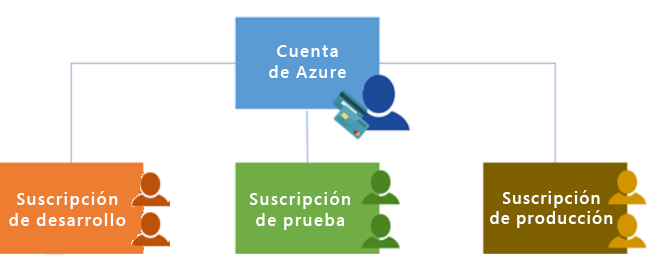 Cuenta
de Azure
Suscripción
de desarrollo
Suscripción
de prueba
Suscripción
de producción